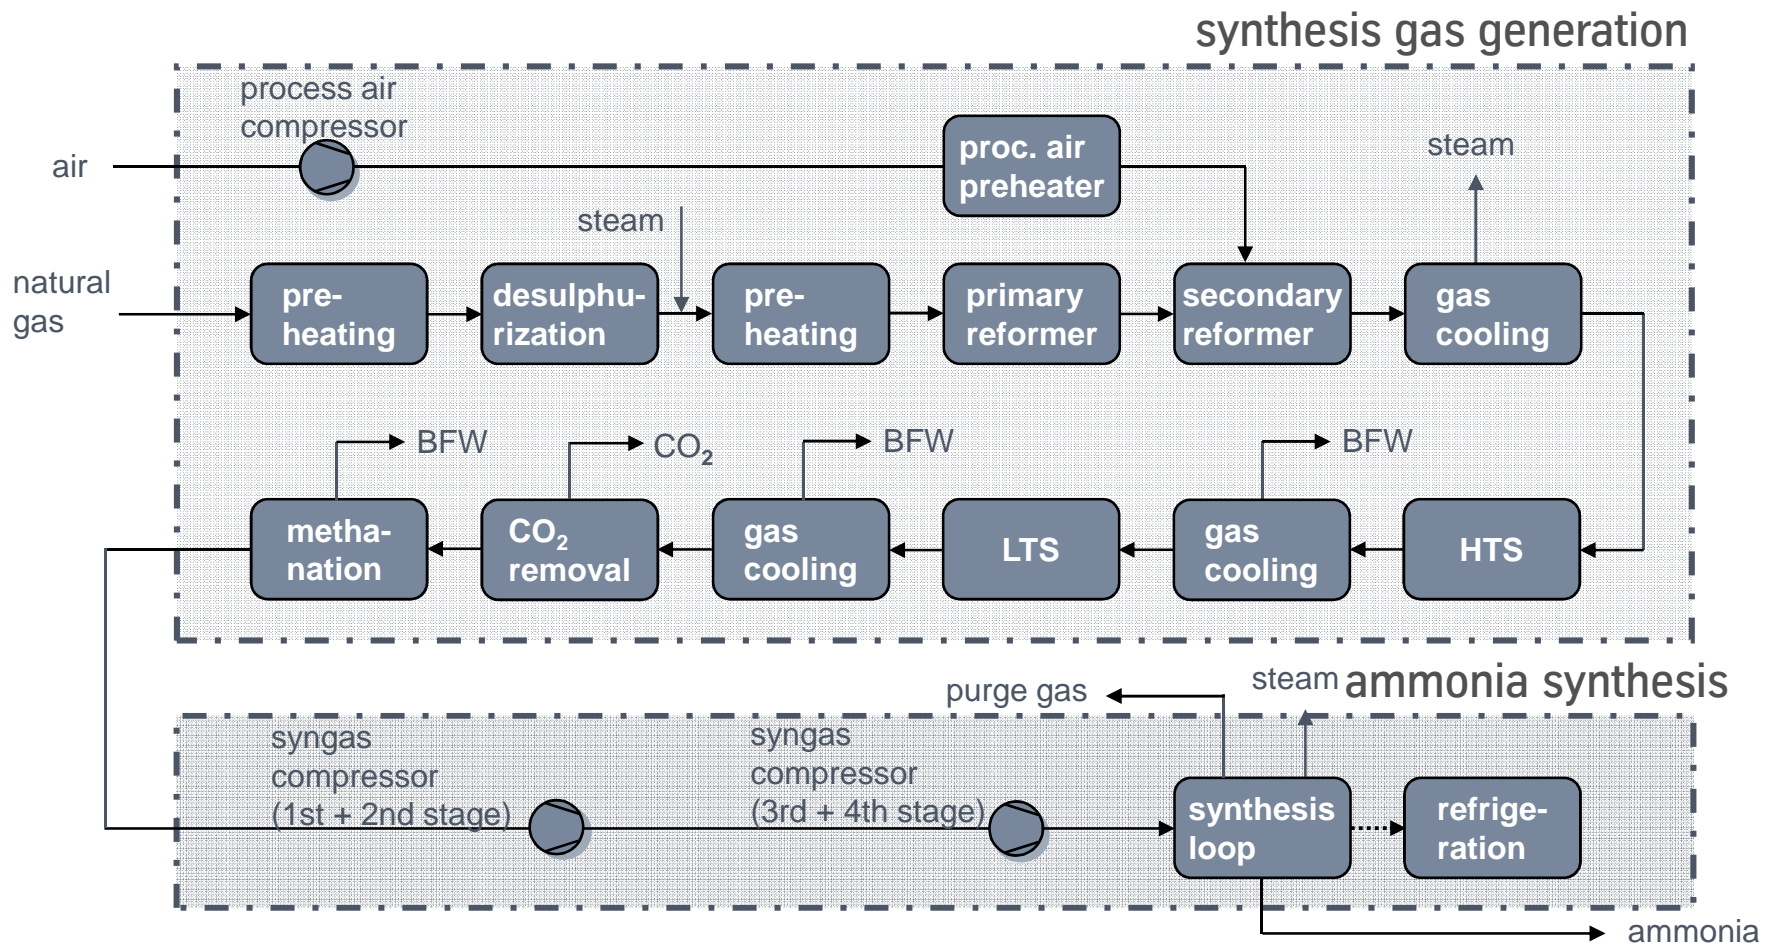 synthesis gas generation
process air
compressor
air
proc. air
preheater
steam
steam
natural
gas
pre-
heating
desulphu-
rization
pre-
heating
primary
reformer
secondary
reformer
gas
cooling
BFW
CO₂
BFW
BFW
metha-
nation
CO₂
removal
gas
cooling
LTS
gas
cooling
HTS
purge gas
steam
ammonia synthesis
syngas
compressor
(1st + 2nd stage)
syngas
compressor
(3rd + 4th stage)
synthesis
loop
refrige-
ration
ammonia